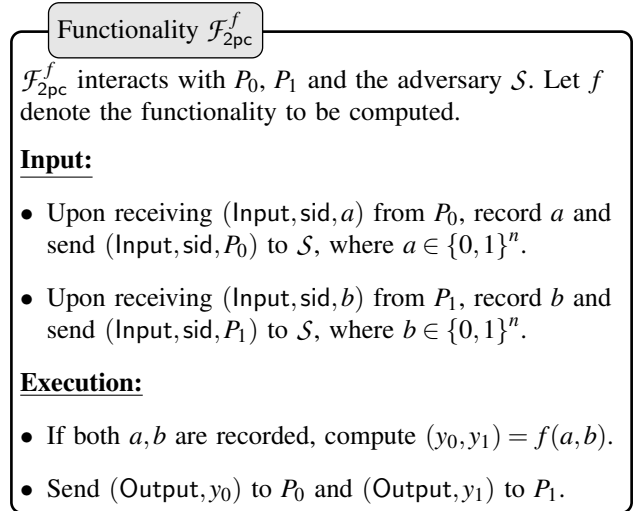 Functionality 𝓕^f_2pc
𝓕^f_2pc interacts with P₀, P₁ and the adversary 𝒮. Let f
denote the functionality to be computed.
Input:
• Upon receiving (Input,sid,a) from P₀, record a and
send (Input,sid,P₀) to 𝒮, where a ∈ {0,1}ⁿ.
• Upon receiving (Input,sid,b) from P₁, record b and
send (Input,sid,P₁) to 𝒮, where b ∈ {0,1}ⁿ.
Execution:
• If both a,b are recorded, compute (y₀,y₁) = f(a,b).
• Send (Output,y₀) to P₀ and (Output,y₁) to P₁.